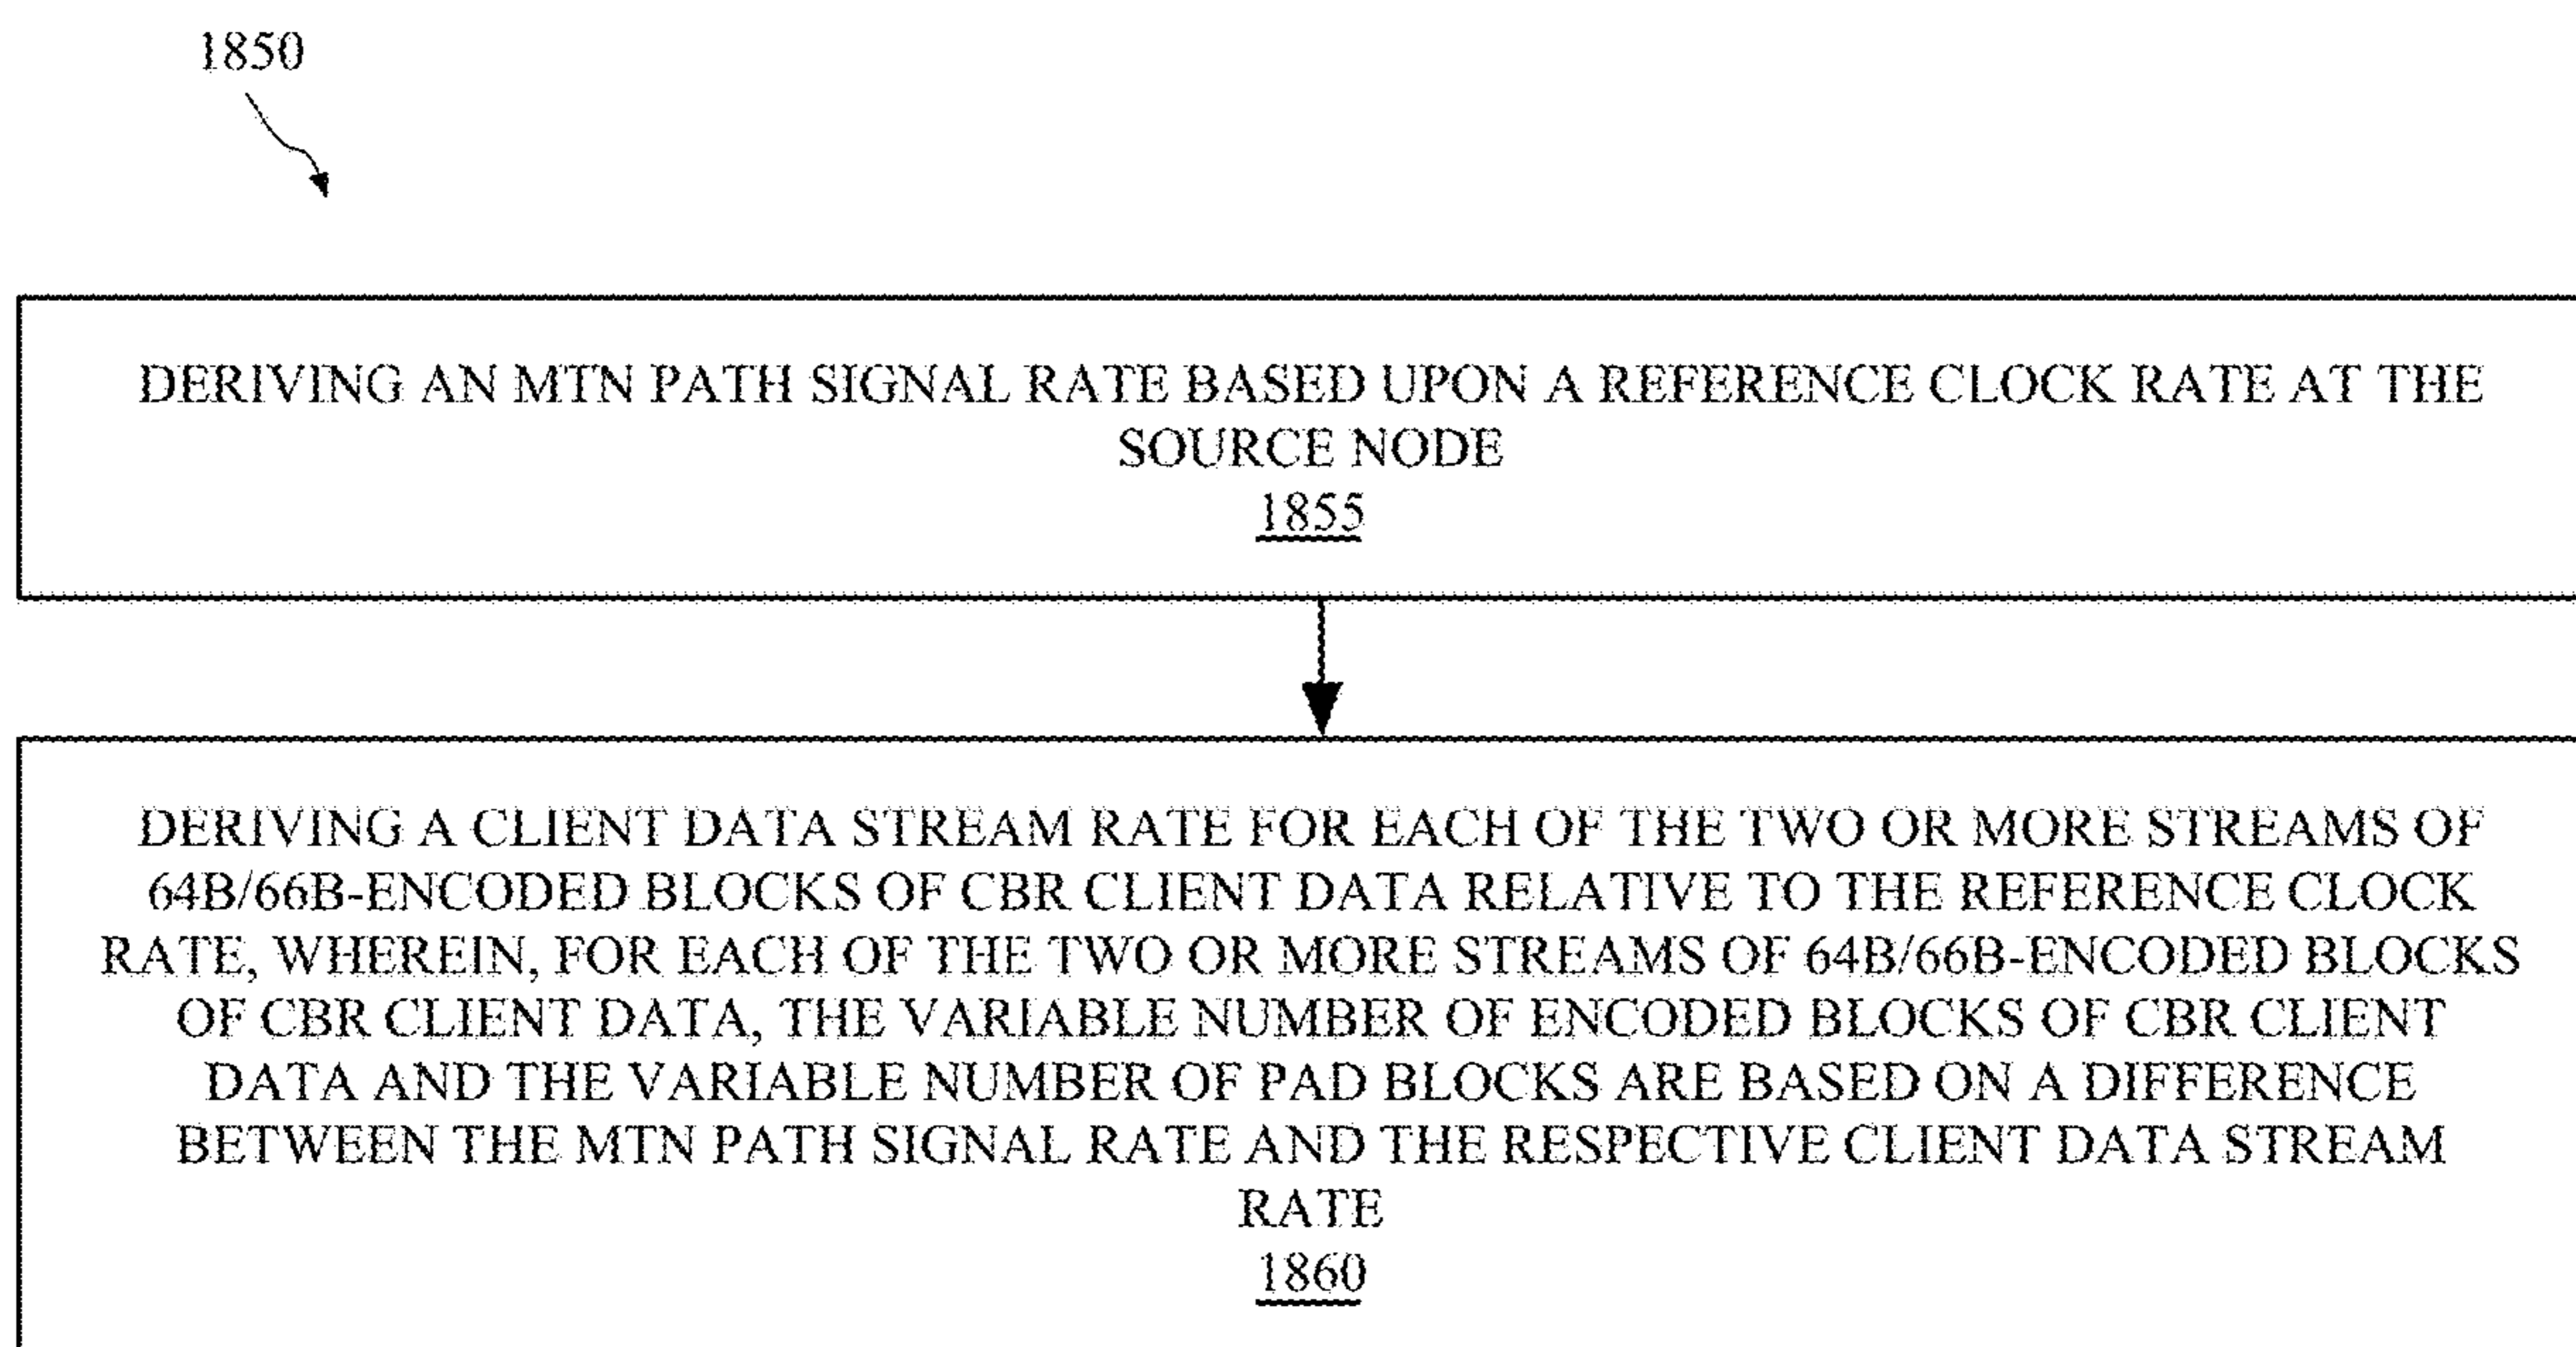 1850
DERIVING AN MTN PATH SIGNAL RATE BASED UPON A REFERENCE CLOCK RATE AT THE
SOURCE NODE
1855
DERIVING A CLIENT DATA STREAM RATE FOR EACH OF THE TWO OR MORE STREAMS OF
64B/66B-ENCODED BLOCKS OF CBR CLIENT DATA RELATIVE TO THE REFERENCE CLOCK
RATE, WHEREIN, FOR EACH OF THE TWO OR MORE STREAMS OF 64B/66B-ENCODED BLOCKS
OF CBR CLIENT DATA, THE VARIABLE NUMBER OF ENCODED BLOCKS OF CBR CLIENT
DATA AND THE VARIABLE NUMBER OF PAD BLOCKS ARE BASED ON A DIFFERENCE
BETWEEN THE MTN PATH SIGNAL RATE AND THE RESPECTIVE CLIENT DATA STREAM
RATE
1860